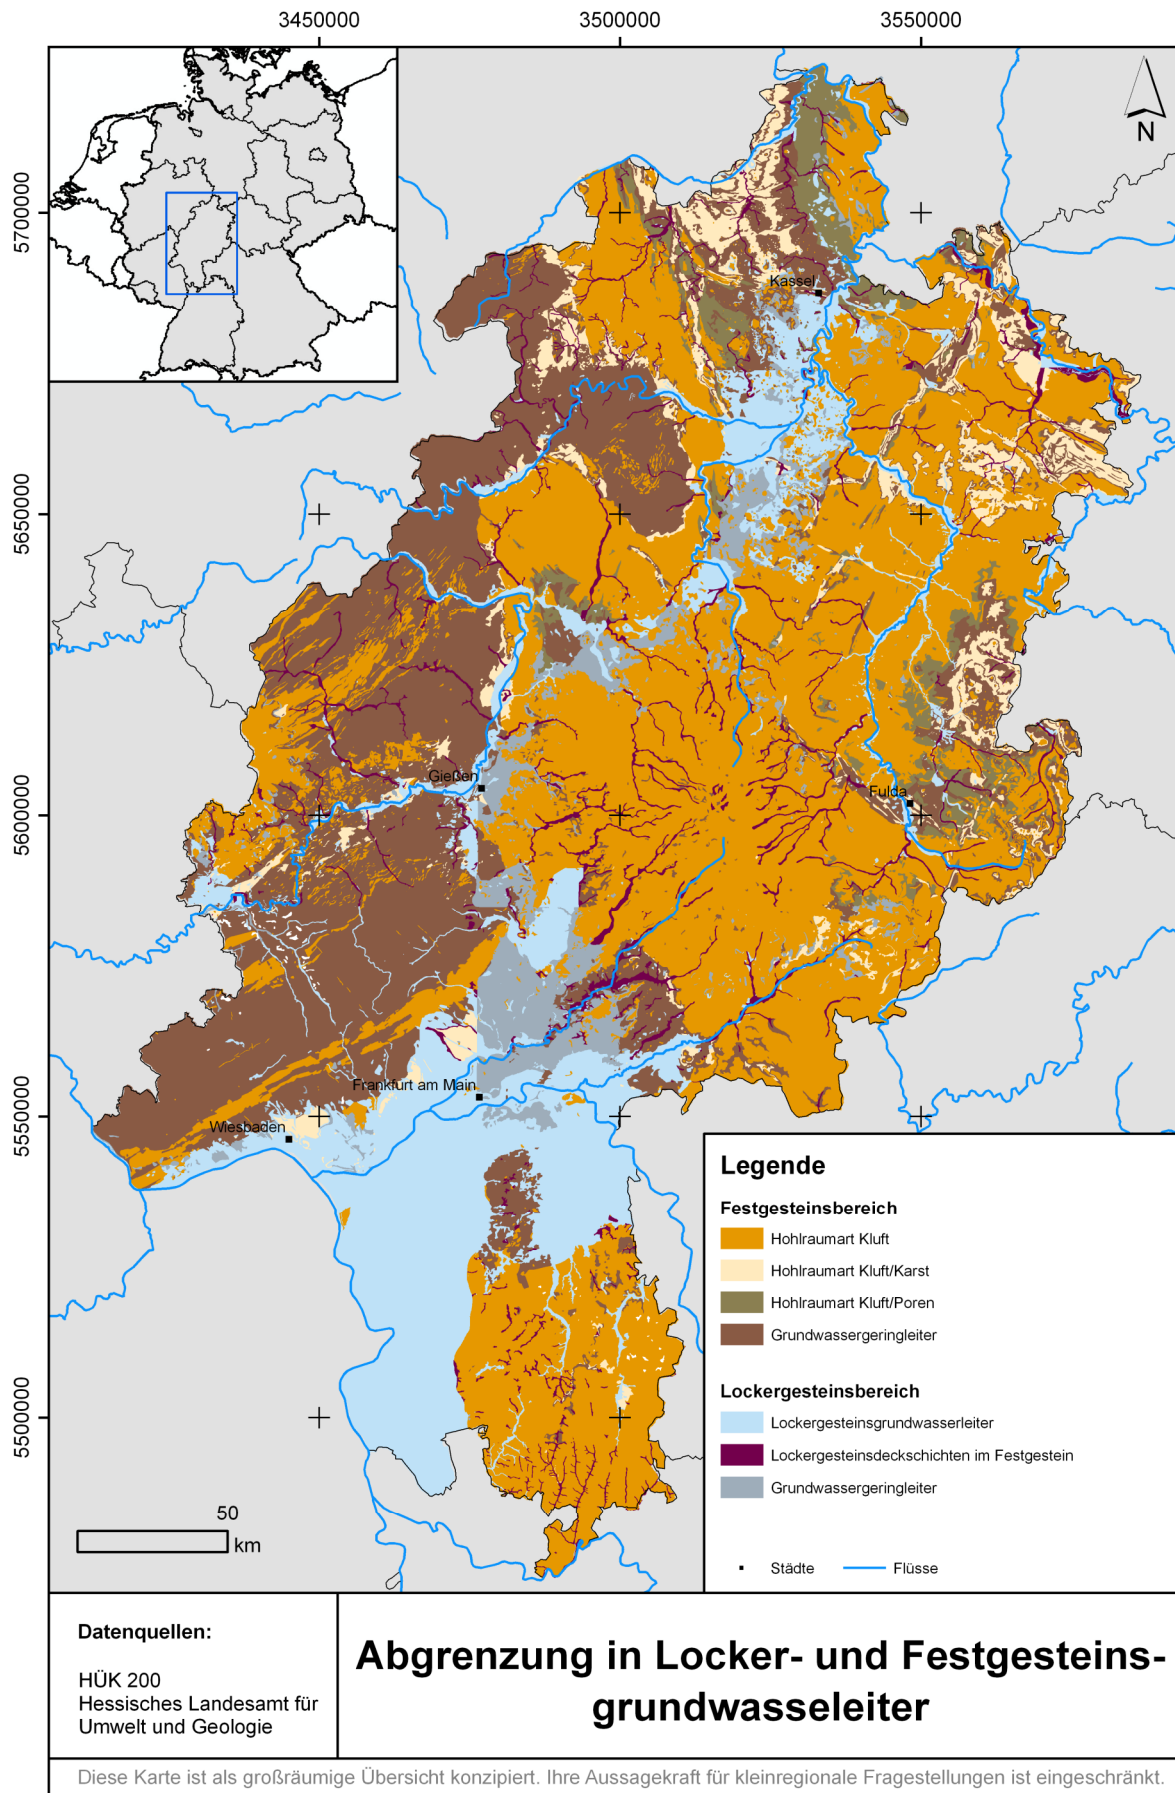 3450000
3500000
3550000
5700000
5650000
5600000
5550000
5500000
N
Kassel
Gießen
Fulda
Frankfurt am Main
Wiesbaden
Legende
Festgesteinsbereich
Hohlraumart Kluft
Hohlraumart Kluft/Karst
Hohlraumart Kluft/Poren
Grundwassergeringleiter
Lockergesteinsbereich
Lockergesteinsgrundwasserleiter
Lockergesteinsdeckschichten im Festgestein
Grundwassergeringleiter
Städte
Flüsse
50
km
Datenquellen:
HÜK 200
Hessisches Landesamt für
Umwelt und Geologie
Abgrenzung in Locker- und Festgesteins-
grundwasseleiter
Diese Karte ist als großräumige Übersicht konzipiert. Ihre Aussagekraft für kleinregionale Fragestellungen ist eingeschränkt.